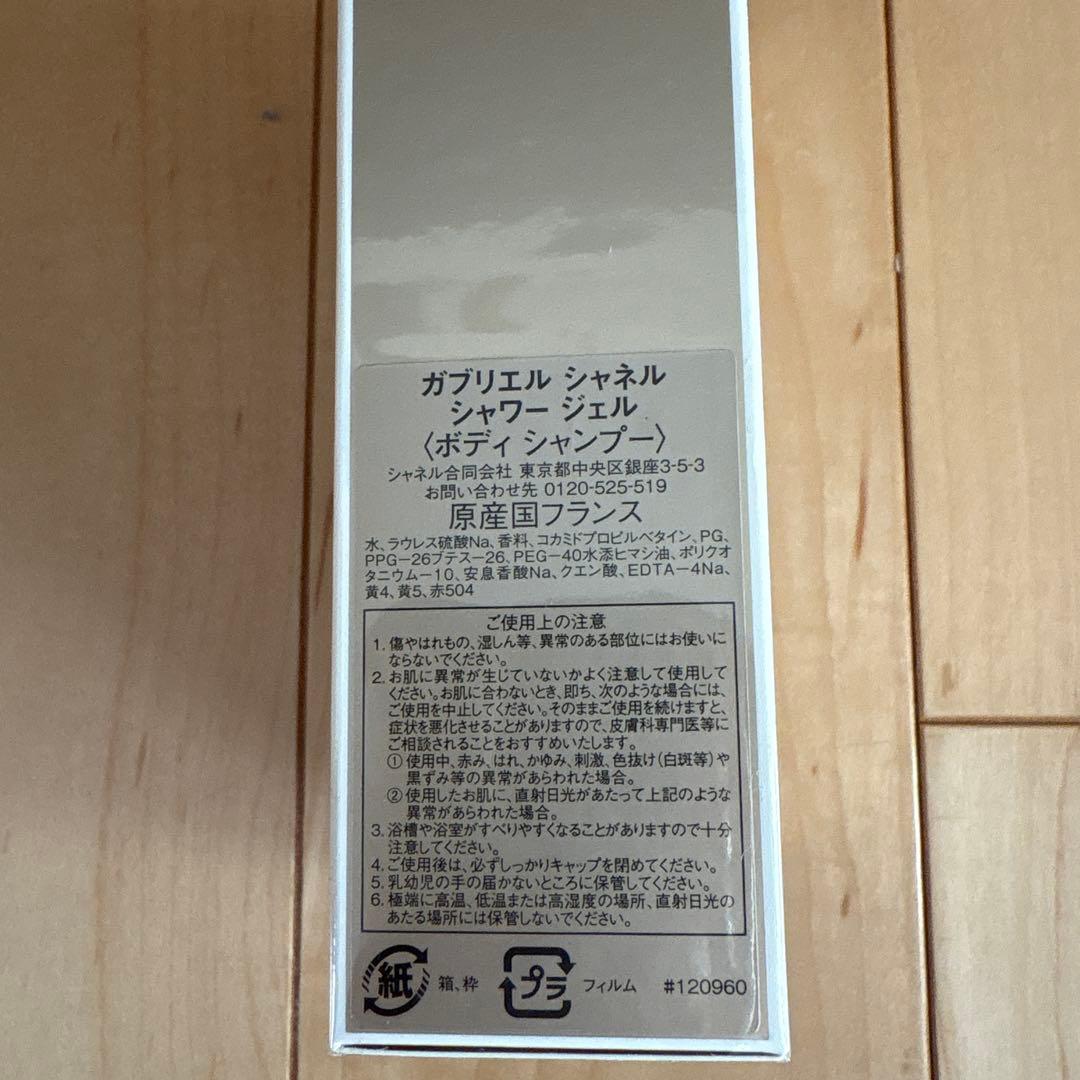 ガブリエル シャネル
シャワー ジェル
〈ボディ シャンプー〉
シャネル合同会社 東京都中央区銀座3-5-3
お問い合わせ先 0120-525-519
原産国フランス
水、ラウレス硫酸Na、香料、コカミドプロピルベタイン、PG、
PPG-26ブテス-26、PEG-40水添ヒマシ油、ポリクオ
タニウム-10、安息香酸Na、クエン酸、EDTA-4Na、
黄4、黄5、赤504
ご使用上の注意
1. 傷やはれもの、湿しん等、異常のある部位にはお使いに
ならないでください。
2. お肌に異常が生じていないかよく注意して使用して
ください。お肌に合わないとき、即ち、次のような場合には、
ご使用を中止してください。そのままご使用を続けますと、
症状を悪化させることがありますので、皮膚科専門医等に
ご相談されることをおすすめいたします。
① 使用中、赤み、はれ、かゆみ、刺激、色抜け(白斑等)や
黒ずみ等の異常があらわれた場合。
② 使用したお肌に、直射日光があたって上記のような
異常があらわれた場合。
3. 浴槽や浴室がすべりやすくなることがありますので十分
注意してください。
4. ご使用後は、必ずしっかりキャップを閉めてください。
5. 乳幼児の手の届かないところに保管してください。
6. 極端に高温、低温または高湿度の場所、直射日光の
あたる場所には保管しないでください。
紙 箱、枠 プラ フィルム #120960